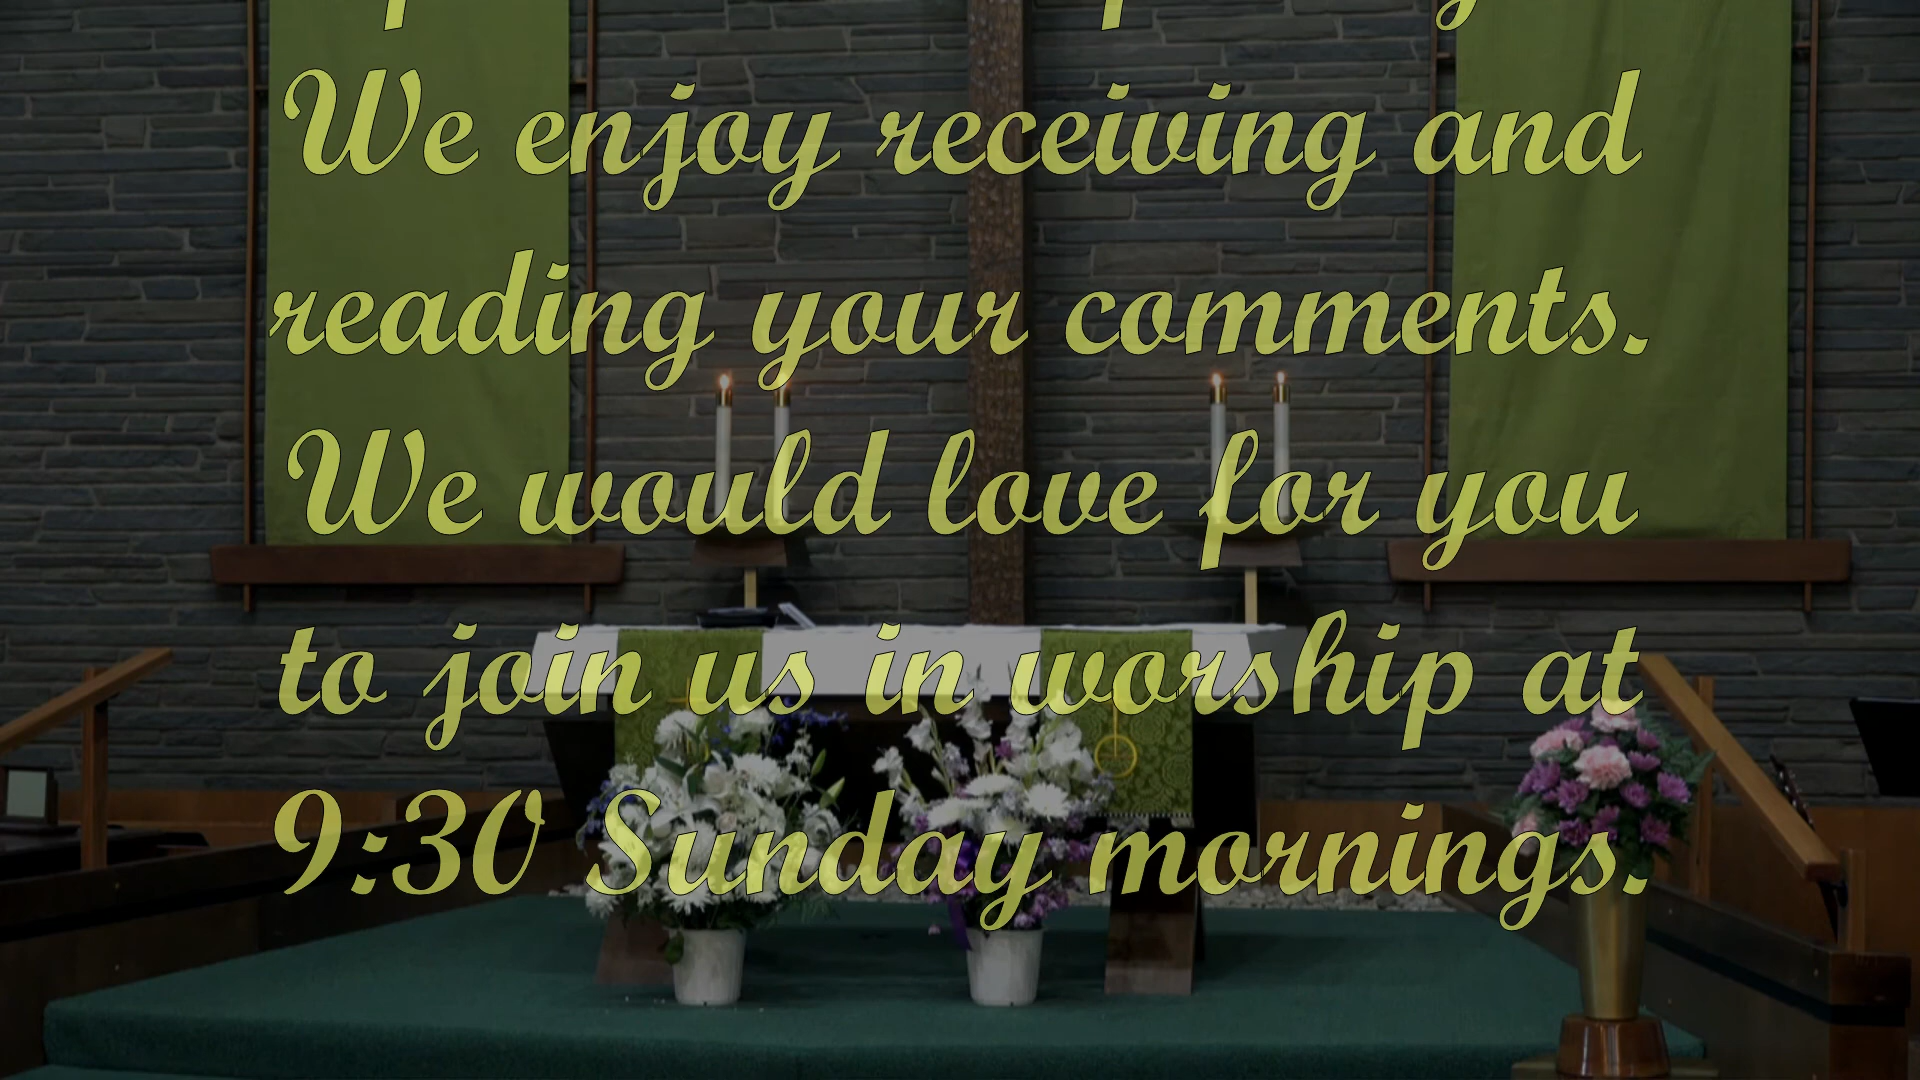 We enjoy receiving and
reading your comments.
We would love for you
to join us in worship at
9:30 Sunday mornings.